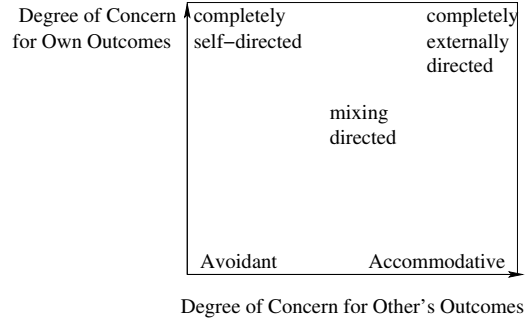 Degree of Concern
for Own Outcomes
completely
self−directed
completely
externally
directed
mixing
directed
Avoidant
Accommodative
Degree of Concern for Other's Outcomes